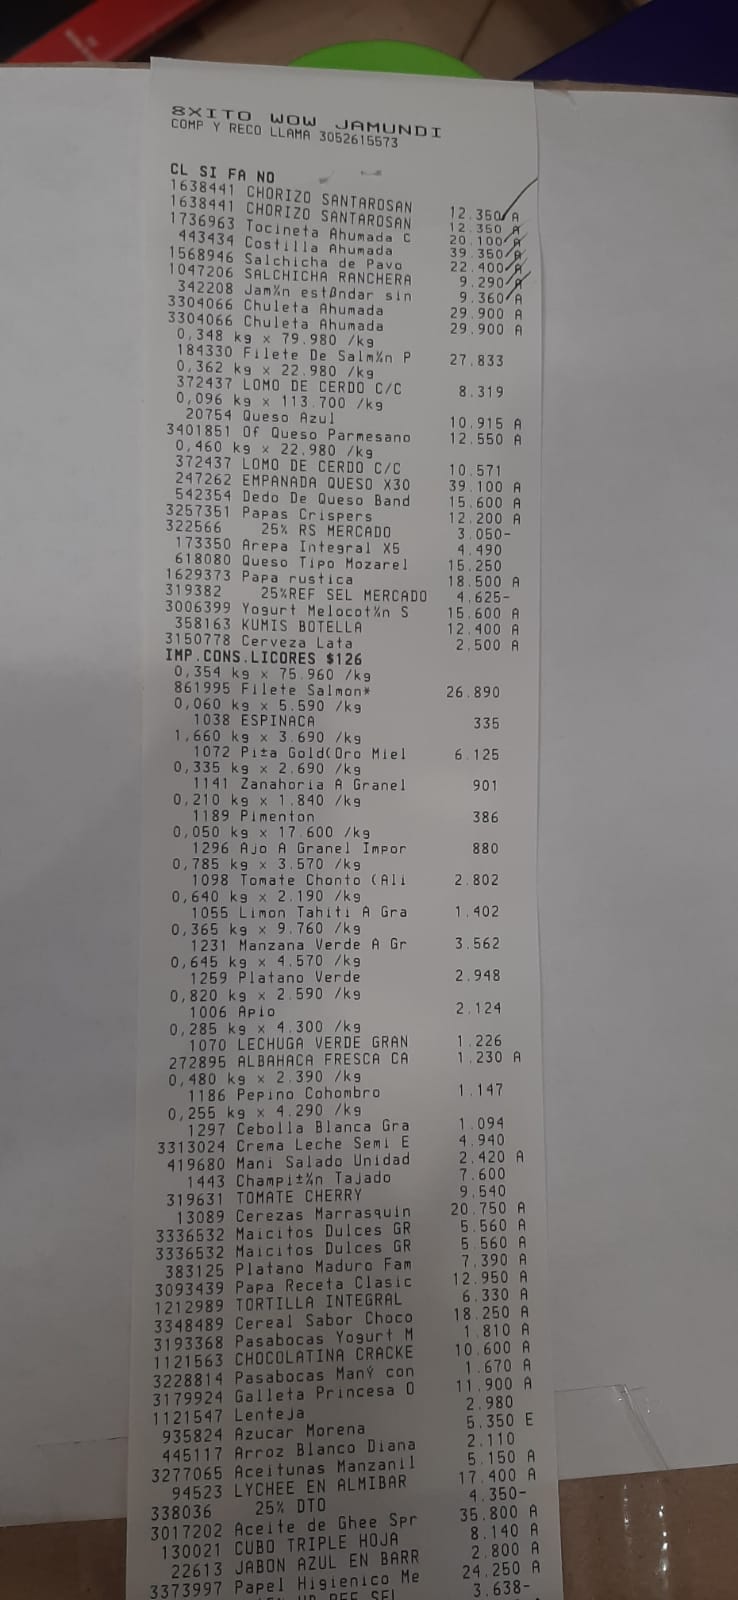 8XITO WOW JAMUNDI
COMP Y RECO LLAMA 3052615573
CL SI FA NO
1638441 CHORIZO SANTAROSAN 12.350 A
1638441 CHORIZO SANTAROSAN 12.350 A
1736963 Tocineta Ahumada C 20.100 A
443434 Costilla Ahumada 39.350 A
1568946 Salchicha de Pavo 22.400 A
1047206 SALCHICHA RANCHERA 9.290 A
342208 Jam¾n estßndar sin 9.360 A
3304066 Chuleta Ahumada 29.900 A
3304066 Chuleta Ahumada 29.900 A
0,348 kg x 79.980 /kg
184330 Filete De Salm¾n P 27.833
0,362 kg x 22.980 /kg
372437 LOMO DE CERDO C/C 8.319
0,096 kg x 113.700 /kg
20754 Queso Azul 10.915 A
3401851 Of Queso Parmesano 12.550 A
0,460 kg x 22.980 /kg
372437 LOMO DE CERDO C/C 10.571
247262 EMPANADA QUESO X30 39.100 A
542354 Dedo De Queso Band 15.600 A
3257351 Papas Crispers 12.200 A
322566 25% RS MERCADO 3.050-
173350 Arepa Integral X5 4.490
618080 Queso Tipo Mozarel 15.250
1629373 Papa rustica 18.500 A
319382 25%REF SEL MERCADO 4.625-
3006399 Yogurt Melocot¾n S 15.600 A
358163 KUMIS BOTELLA 12.400 A
3150778 Cerveza Lata 2.500 A
IMP.CONS.LICORES $126
0,354 kg x 75.960 /kg
861995 Filete Salmon* 26.890
0,060 kg x 5.590 /kg
1038 ESPINACA 335
1,660 kg x 3.690 /kg
1072 Pi±a Gold(Oro Miel 6.125
0,335 kg x 2.690 /kg
1141 Zanahoria A Granel 901
0,210 kg x 1.840 /kg
1189 Pimenton 386
0,050 kg x 17.600 /kg
1296 Ajo A Granel Impor 880
0,785 kg x 3.570 /kg
1098 Tomate Chonto (Ali 2.802
0,640 kg x 2.190 /kg
1055 Limon Tahiti A Gra 1.402
0,365 kg x 9.760 /kg
1231 Manzana Verde A Gr 3.562
0,645 kg x 4.570 /kg
1259 Platano Verde 2.948
0,820 kg x 2.590 /kg
1006 Apio 2.124
0,285 kg x 4.300 /kg
1070 LECHUGA VERDE GRAN 1.226
272895 ALBAHACA FRESCA CA 1.230 A
0,480 kg x 2.390 /kg
1186 Pepino Cohombro 1.147
0,255 kg x 4.290 /kg
1297 Cebolla Blanca Gra 1.094
3313024 Crema Leche Semi E 4.940
419680 Mani Salado Unidad 2.420 A
1443 Champi±¾n Tajado 7.600
319631 TOMATE CHERRY 9.540
13089 Cerezas Marrasquin 20.750 A
3336532 Maicitos Dulces GR 5.560 A
3336532 Maicitos Dulces GR 5.560 A
383125 Platano Maduro Fam 7.390 A
3093439 Papa Receta Clasic 12.950 A
1212989 TORTILLA INTEGRAL 6.330 A
3348489 Cereal Sabor Choco 18.250 A
3193368 Pasabocas Yogurt M 1.810 A
1121563 CHOCOLATINA CRACKE 10.600 A
3228814 Pasabocas Maný con 1.670 A
3179924 Galleta Princesa O 11.900 A
1121547 Lenteja 2.980
935824 Azucar Morena 5.350 E
445117 Arroz Blanco Diana 2.110
3277065 Aceitunas Manzanil 5.150 A
94523 LYCHEE EN ALMIBAR 17.400 A
338036 25% DTO 4.350-
3017202 Aceite de Ghee Spr 35.800 A
130021 CUBO TRIPLE HOJA 8.140 A
22613 JABON AZUL EN BARR 2.800 A
3373997 Papel Higienico Me 24.250 A
REF SEL 3.638-